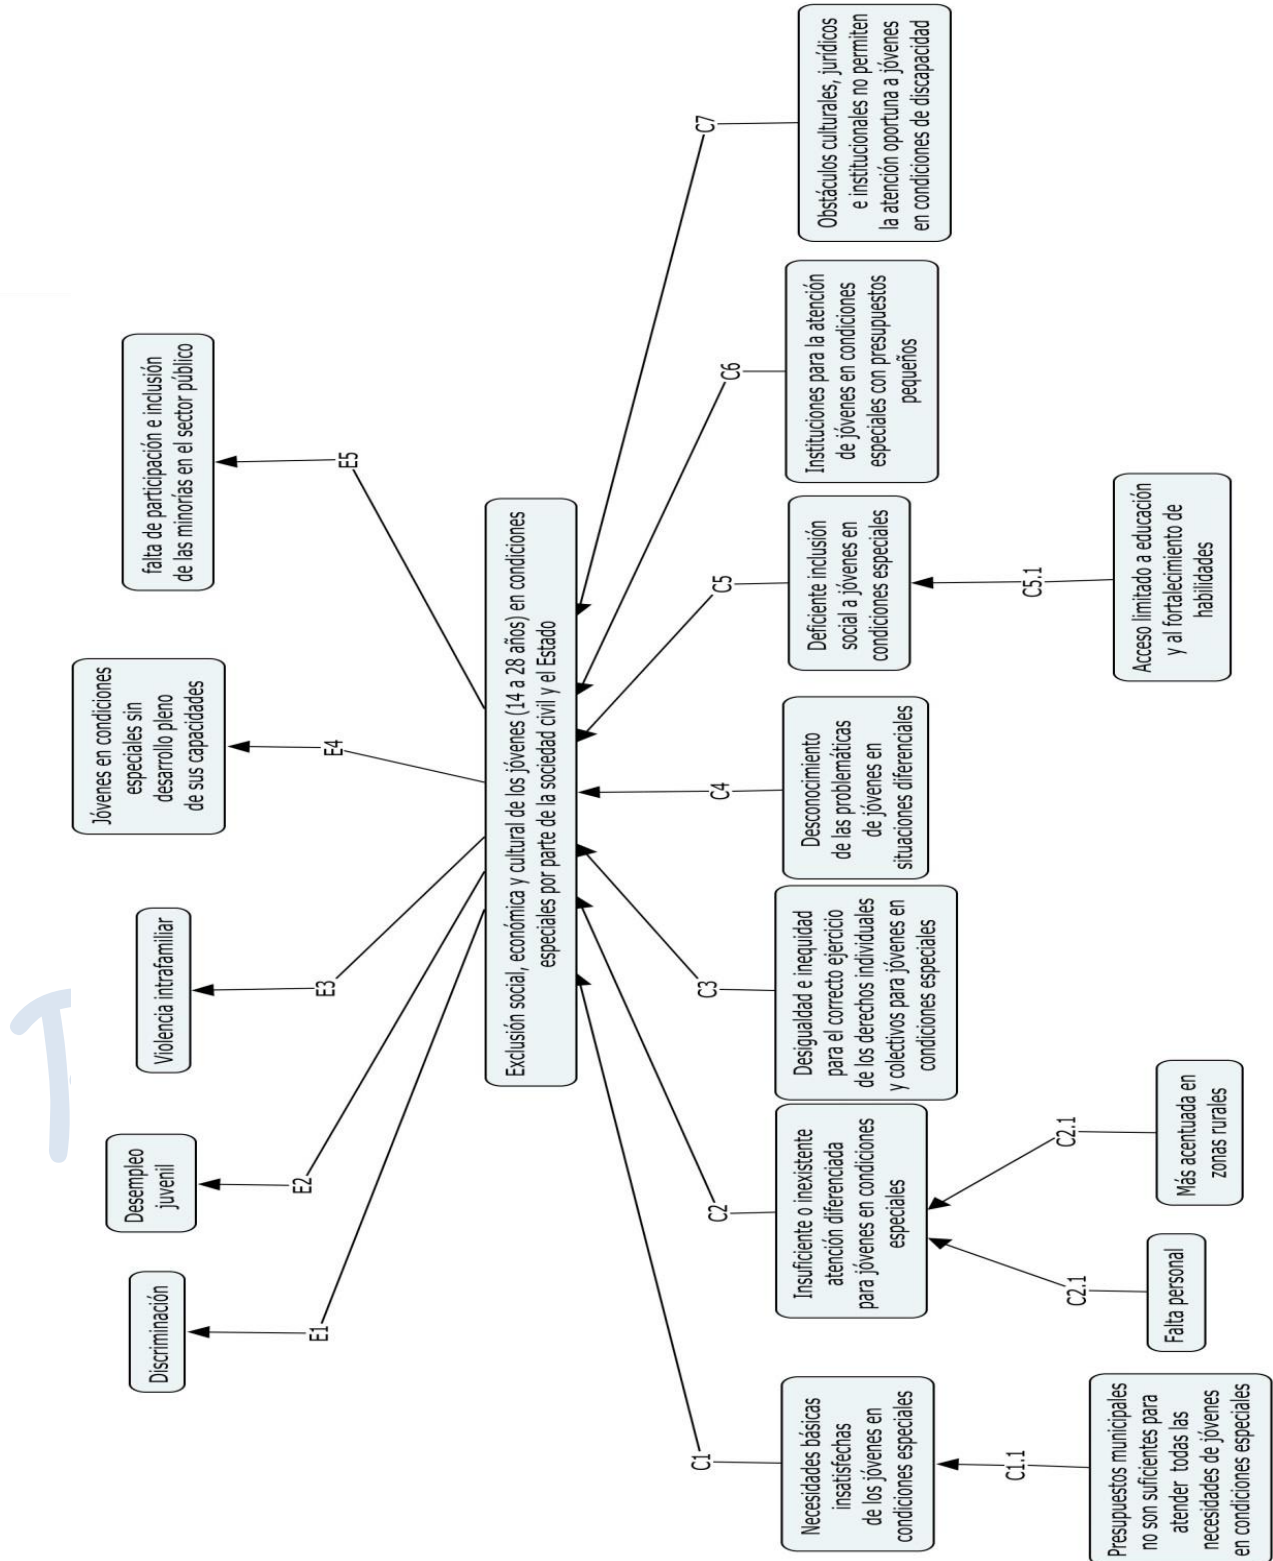 Discriminación
Desempleo
juvenil
Violencia intrafamiliar
Jóvenes en condiciones
especiales sin
desarrollo pleno
de sus capacidades
falta de participación e inclusión
de las minorías en el sector público
E1
E2
E3
E4
E5
Exclusión social, económica y cultural de los jóvenes (14 a 28 años) en condiciones
especiales por parte de la sociedad civil y el Estado
C1
C2
C3
C4
C5
C6
C7
Necesidades básicas
insatisfechas
de los jóvenes en
condiciones especiales
Insuficiente o inexistente
atención diferenciada
para jóvenes en condiciones
especiales
Desigualdad e inequidad
para el correcto ejercicio
de los derechos individuales
y colectivos para jóvenes en
condiciones especiales
Desconocimiento
de las problemáticas
de jóvenes en
situaciones diferenciales
Deficiente inclusión
social a jóvenes en
condiciones especiales
Instituciones para la atención
de jóvenes en condiciones
especiales con presupuestos
pequeños
Obstáculos culturales, jurídicos
e institucionales no permiten
la atención oportuna a jóvenes
en condiciones de discapacidad
C1.1
C2.1
C2.1
C5.1
Presupuestos municipales
no son suficientes para
atender todas las
necesidades de jóvenes
en condiciones especiales
Falta personal
Más acentuada en
zonas rurales
Acceso limitado a educación
y al fortalecimiento de
habilidades